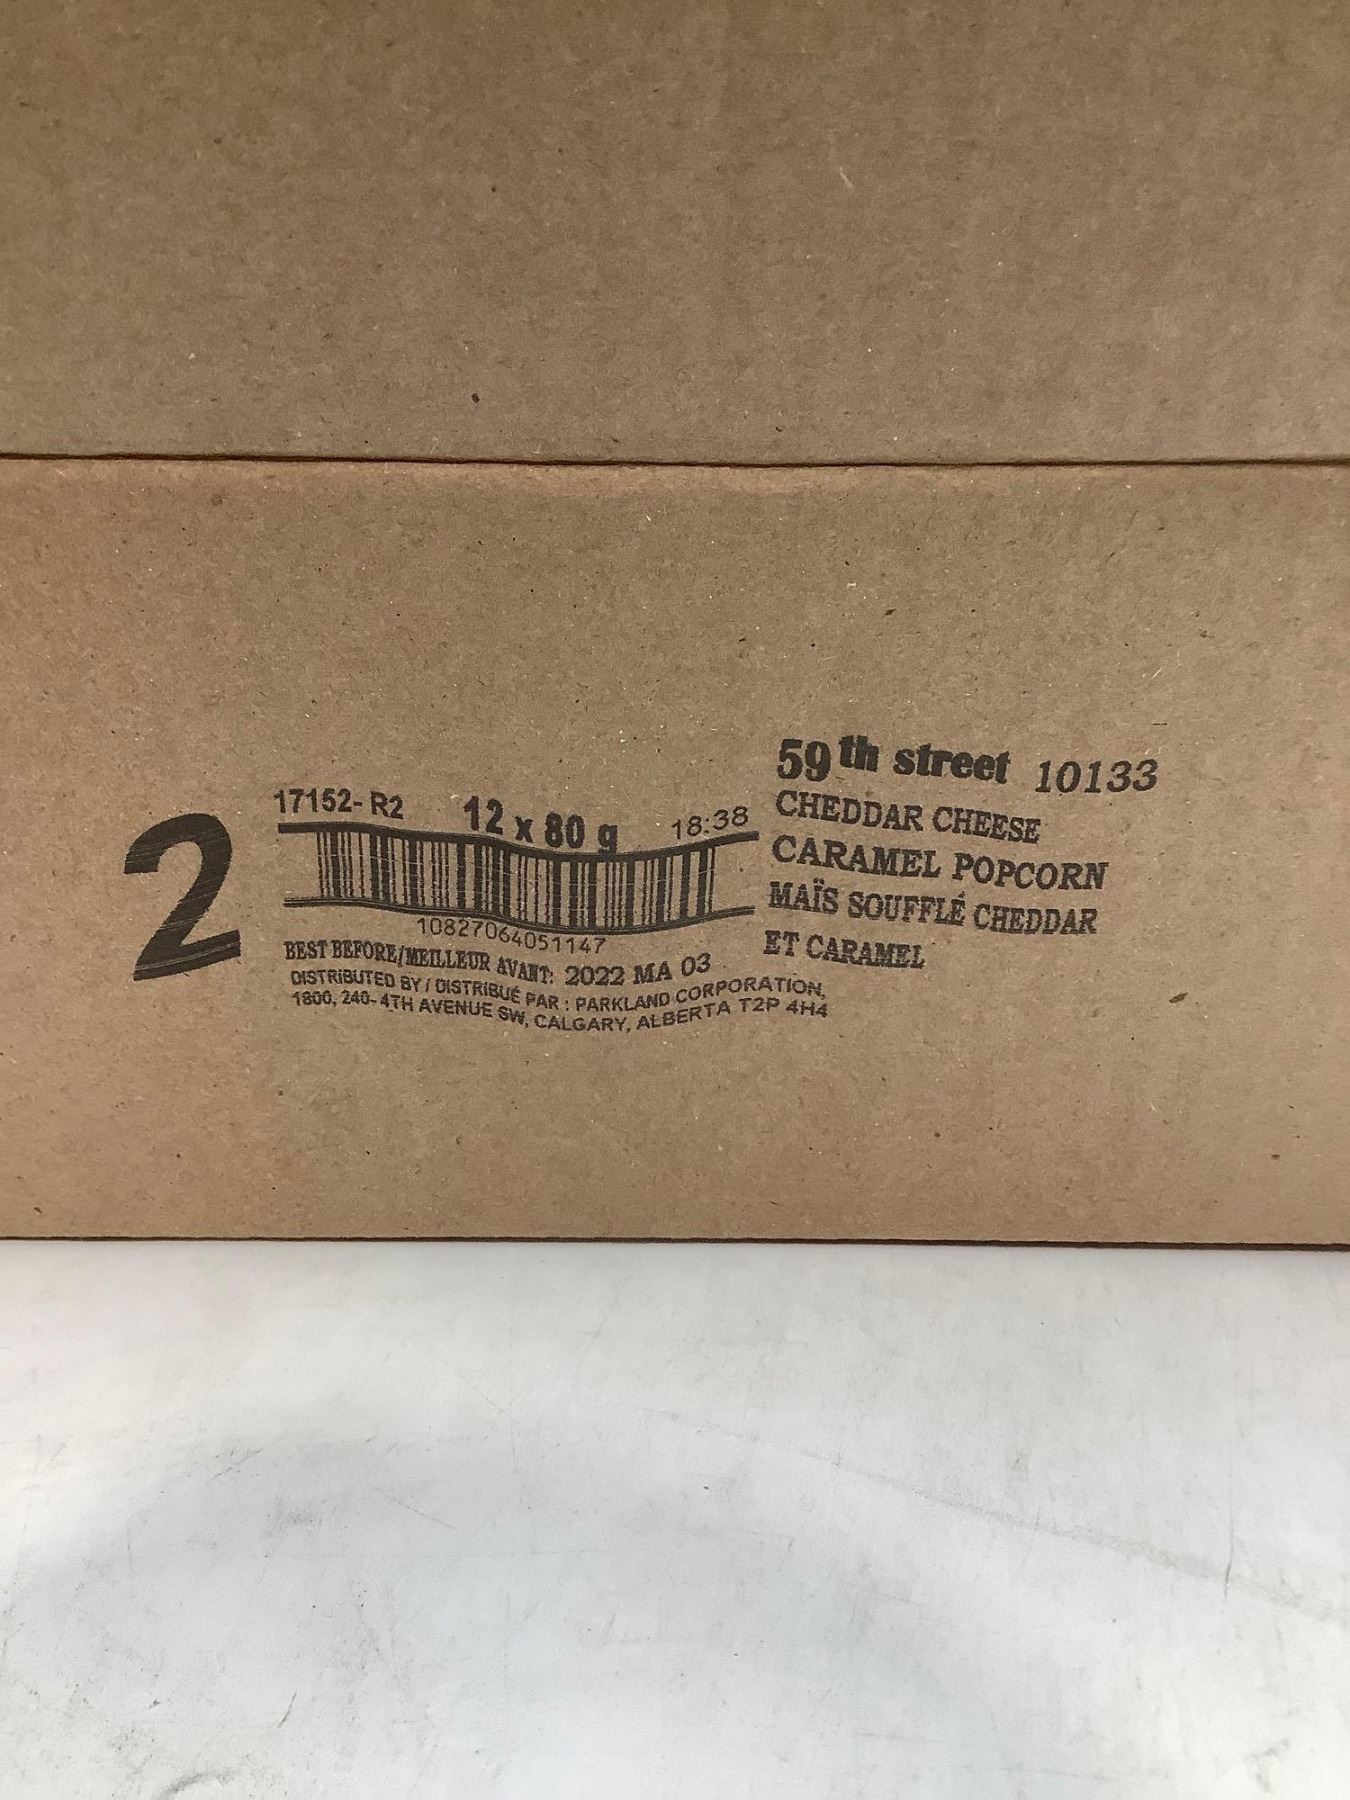 2
17152-R2 12 x 80 g 18:38
10827064051147
BEST BEFORE/MEILLEUR AVANT: 2022 MA 03
DISTRIBUTED BY / DISTRIBUÉ PAR : PARKLAND CORPORATION,
1800, 240-4TH AVENUE SW, CALGARY, ALBERTA T2P 4H4
59th street 10133
CHEDDAR CHEESE
CARAMEL POPCORN
MAÏS SOUFFLÉ CHEDDAR
ET CARAMEL